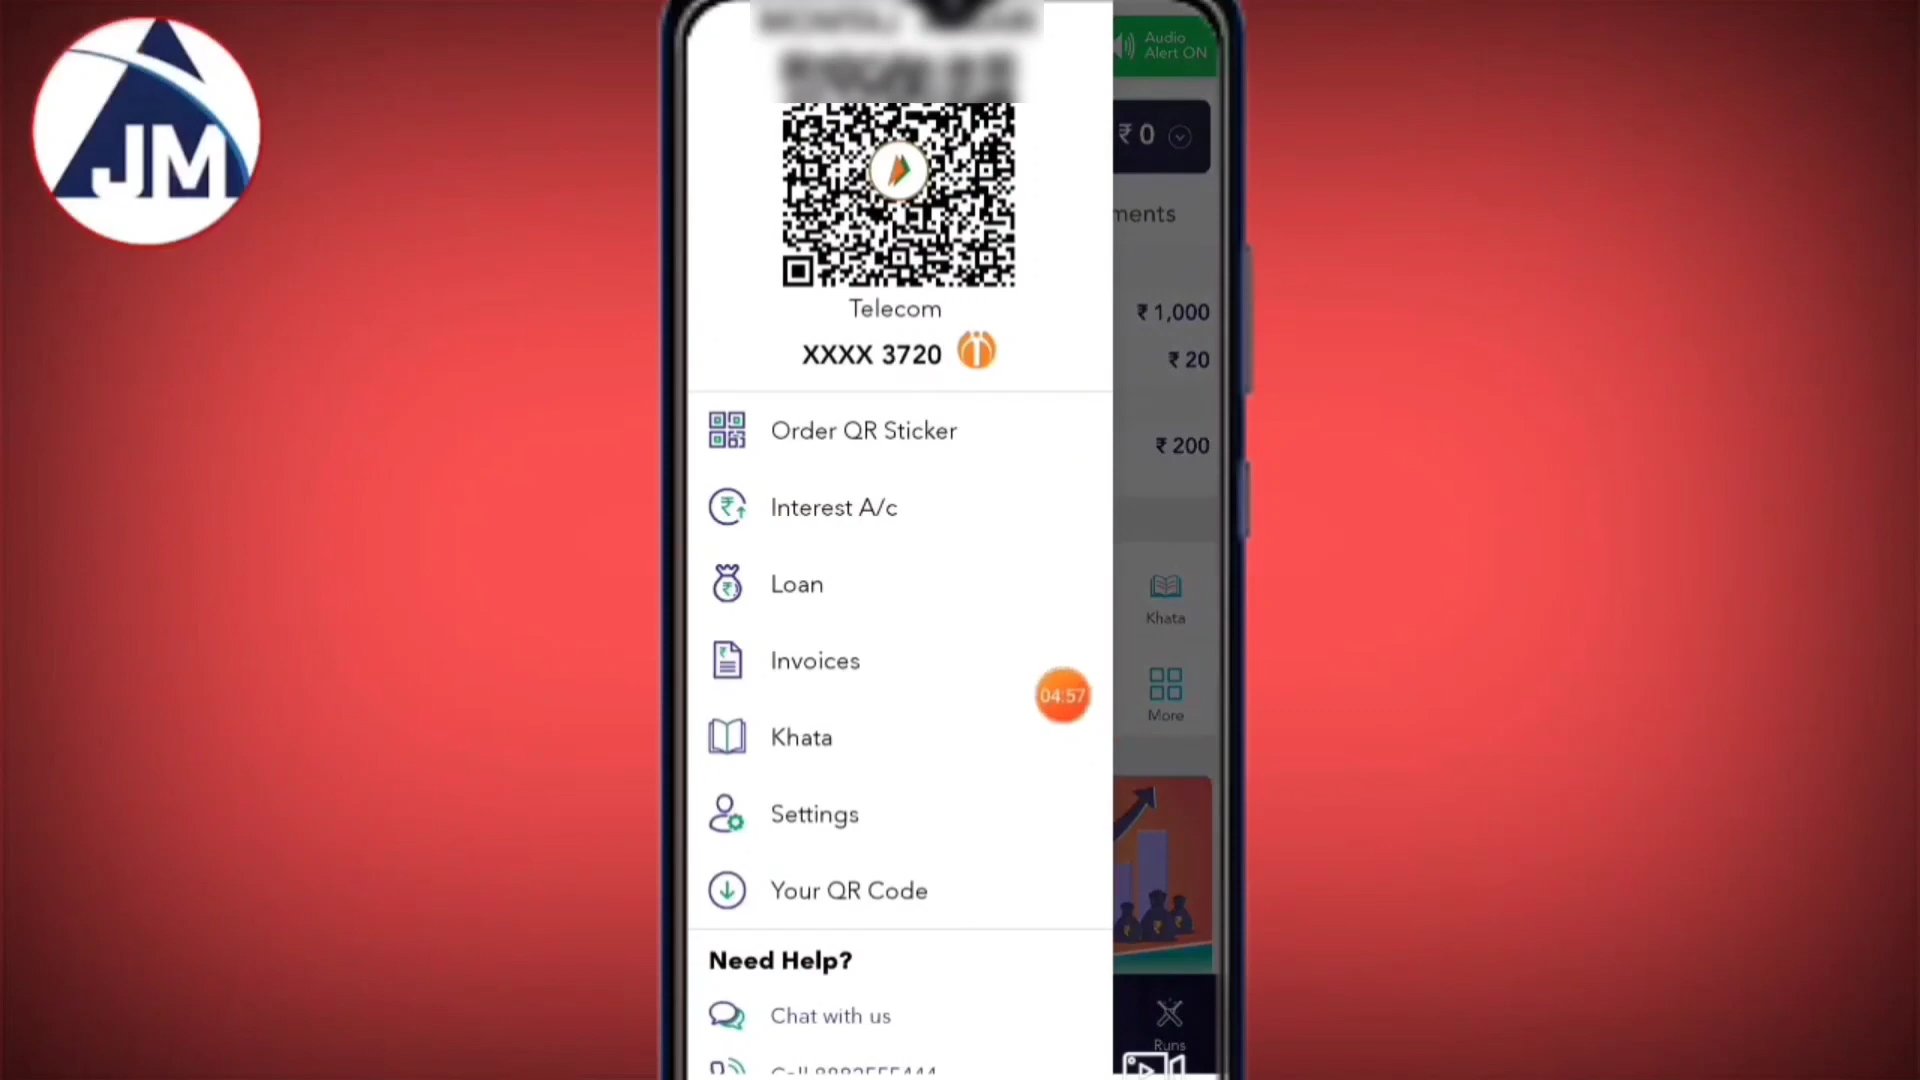 JM
Audio
Alert ON
₹ 0
ments
Telecom
XXXX 3720
₹ 1,000
₹ 20
₹ 200
Order QR Sticker
Interest A/c
Loan
Invoices
Khata
Settings
Your QR Code
04:57
Khata
More
Need Help?
Chat with us
Runs